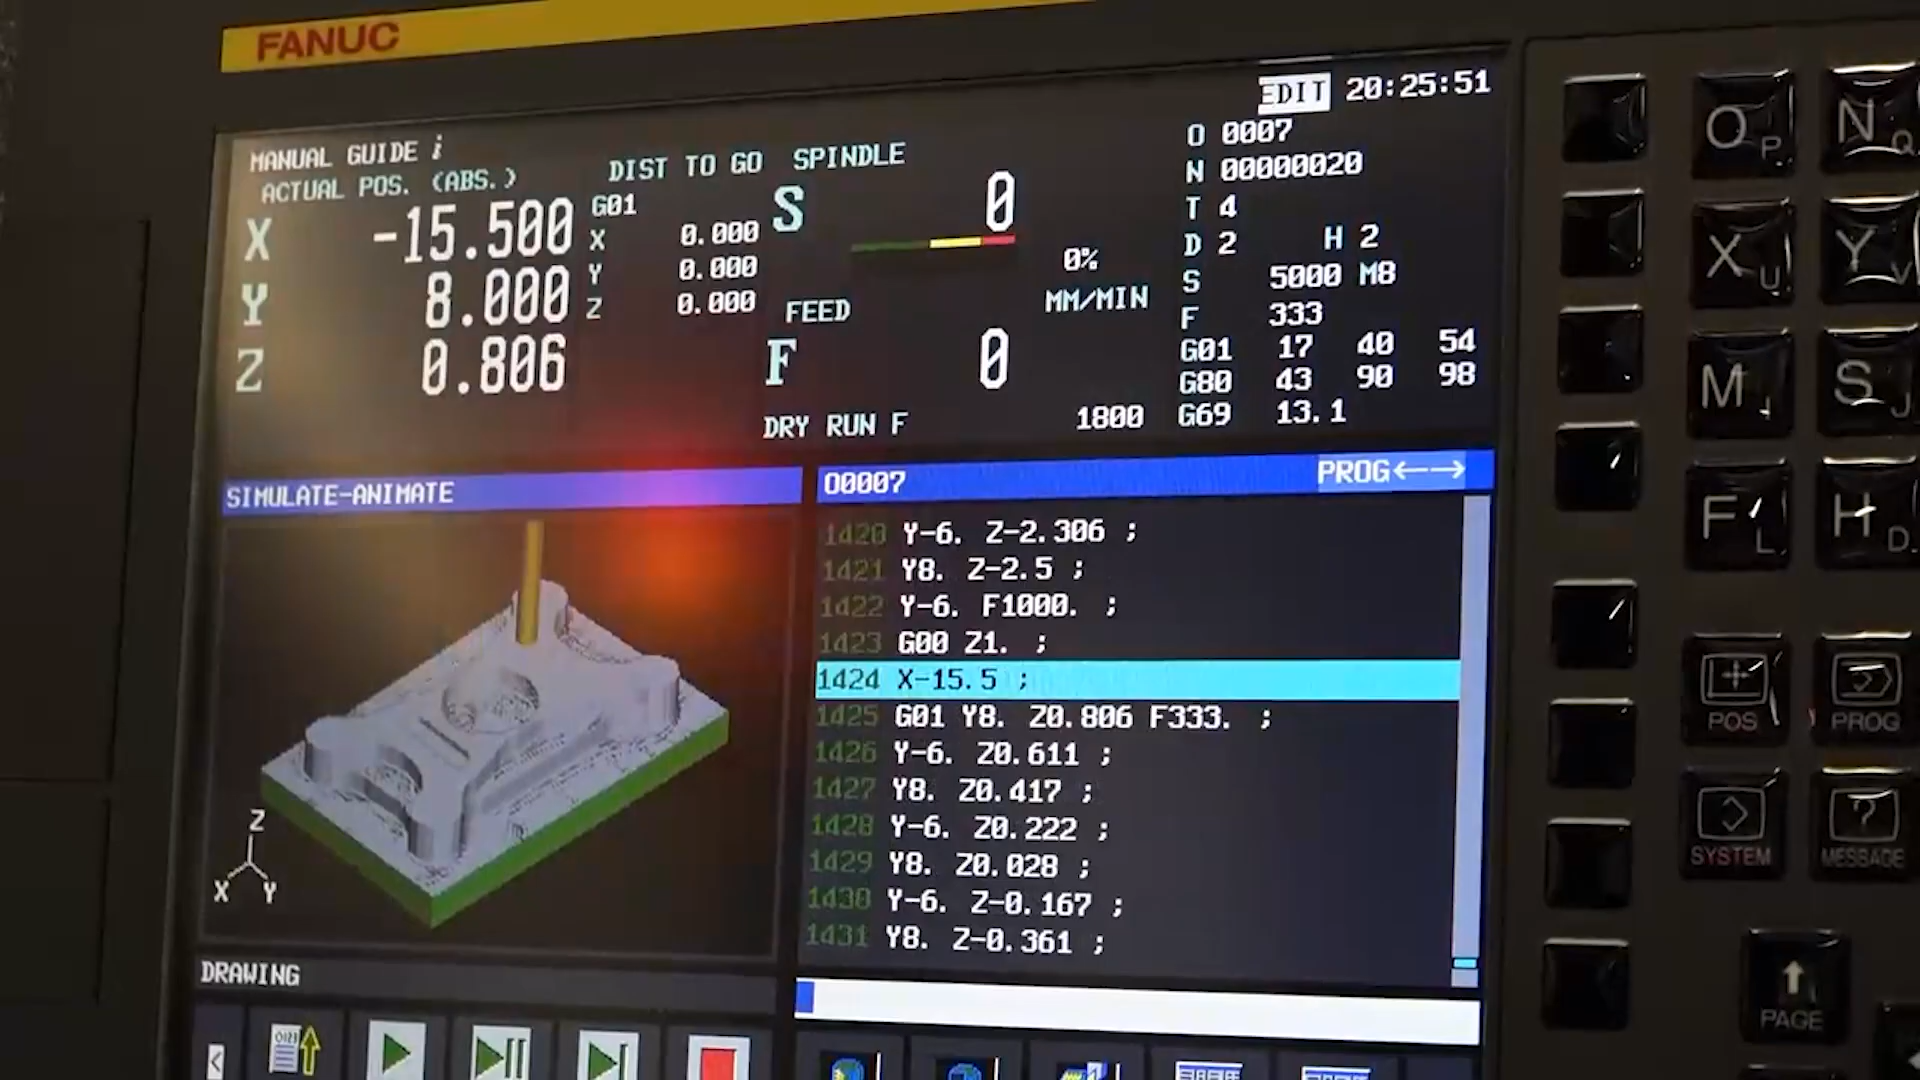 FANUC
EDIT 20:25:51
MANUAL GUIDE i
ACTUAL POS. (ABS.)
X -15.500
Y 8.000
Z 0.806
DIST TO GO
G01
X 0.000
Y 0.000
Z 0.000
SPINDLE
S 0
0%
MM/MIN
FEED
F 0
DRY RUN F 1800
O 0007
N 00000020
T 4
D 2 H 2
S 5000 M8
F 333
G01 17 40 54
G80 43 90 98
G69 13.1
SIMULATE-ANIMATE
Z
X Y
DRAWING
O0007 PROG←→
1420 Y-6. Z-2.306 ;
1421 Y8. Z-2.5 ;
1422 Y-6. F1000. ;
1423 G00 Z1. ;
1424 X-15.5 ;
1425 G01 Y8. Z0.806 F333. ;
1426 Y-6. Z0.611 ;
1427 Y8. Z0.417 ;
1428 Y-6. Z0.222 ;
1429 Y8. Z0.028 ;
1430 Y-6. Z-0.167 ;
1431 Y8. Z-0.361 ;
<
O P N Q
X U Y V
M I S J
F L H D
POS PROG
SYSTEM MESSAGE
?
PAGE